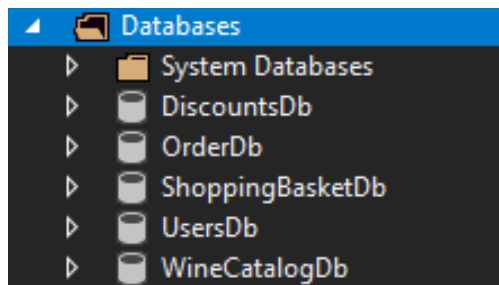 Databases
System Databases
DiscountsDb
OrderDb
ShoppingBasketDb
UsersDb
WineCatalogDb